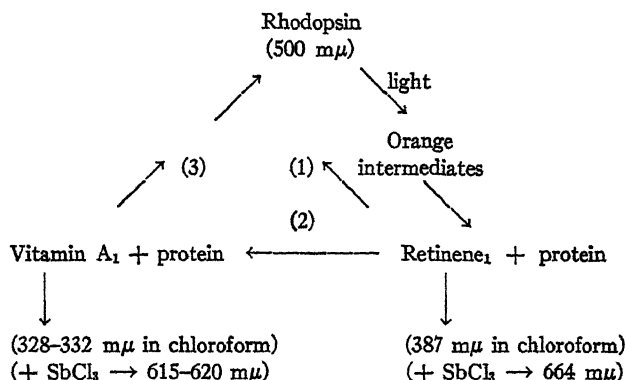 Rhodopsin
(500 mμ)
light
Orange
intermediates
(3)
(1)
(2)
Vitamin A₁ + protein
Retinene₁ + protein
(328–332 mμ in chloroform)
(+ SbCl₃ → 615–620 mμ)
(387 mμ in chloroform)
(+ SbCl₃ → 664 mμ)